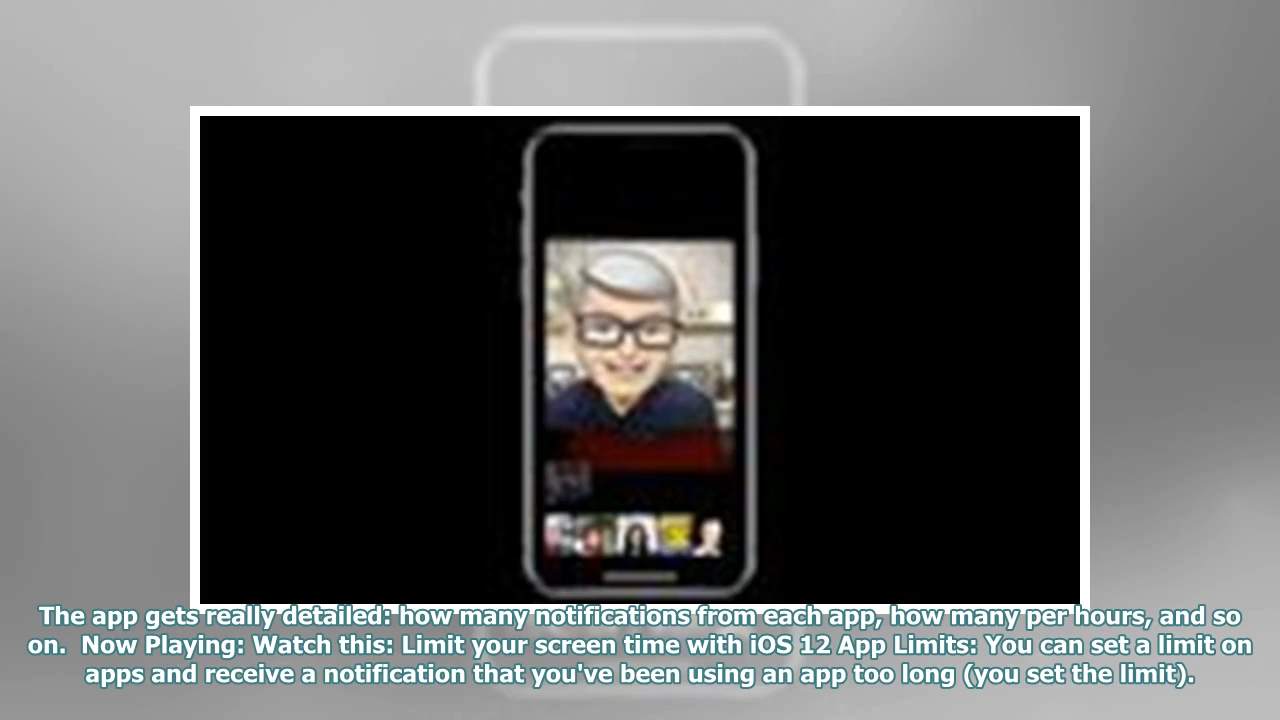 The app gets really detailed: how many notifications from each app, how many per hours, and so
on.  Now Playing: Watch this: Limit your screen time with iOS 12 App Limits: You can set a limit on
apps and receive a notification that you've been using an app too long (you set the limit).